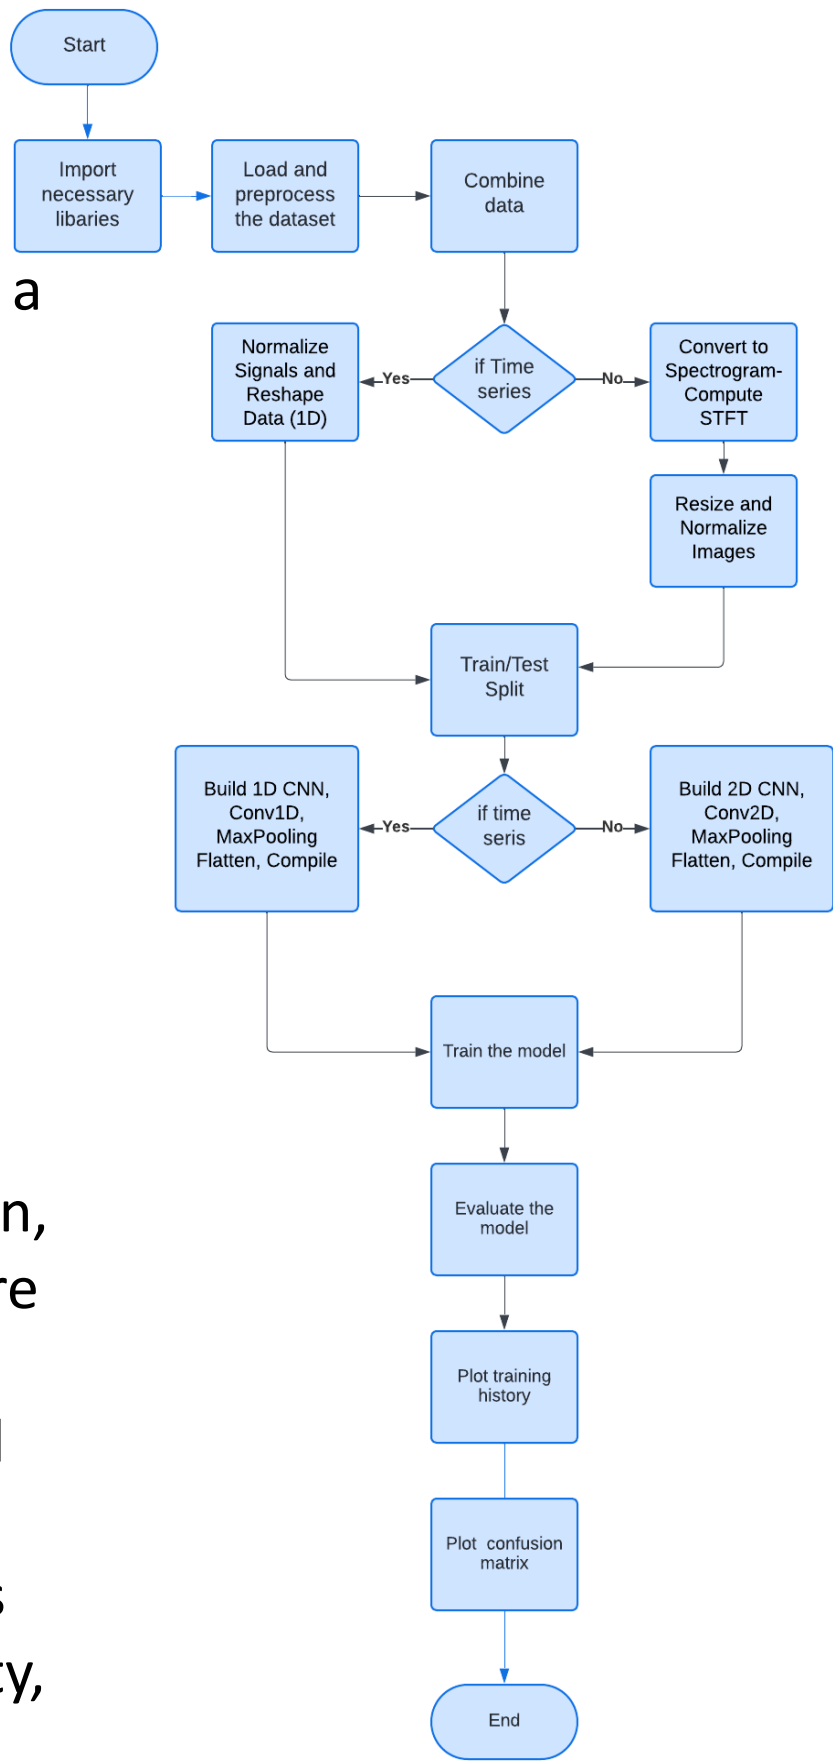 Start
Import
necessary
libaries
Load and
preprocess
the dataset
Combine
data
a
Normalize
Signals and
Reshape
Data (1D)
Yes
if Time
series
No
Convert to
Spectrogram-
Compute
STFT
Resize and
Normalize
Images
Train/Test
Split
Build 1D CNN,
Conv1D,
MaxPooling
Flatten, Compile
Yes
if time
seris
No
Build 2D CNN,
Conv2D,
MaxPooling
Flatten, Compile
Train the model
Evaluate the
model
n,
re
Plot training
history
Plot confusion
matrix
s
ty,
End